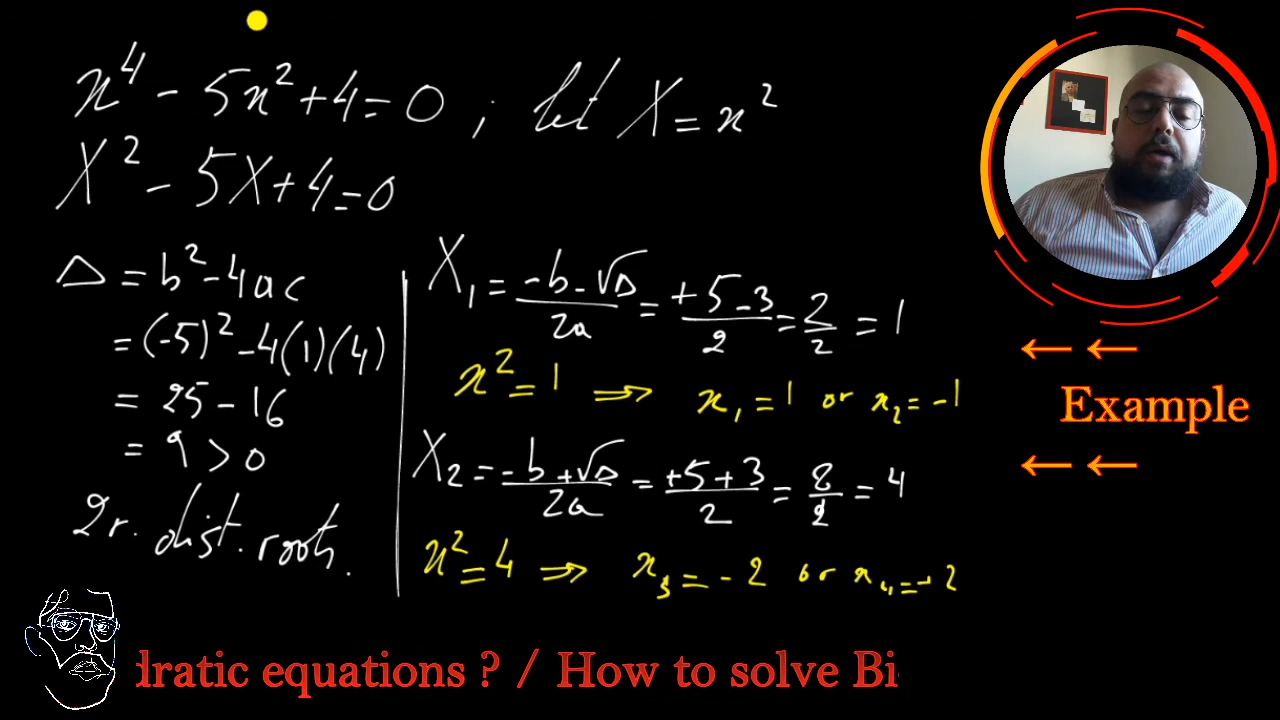 x⁴ - 5x² + 4 = 0 ; let X = x²
X² - 5X + 4 = 0
Δ = b² - 4ac
= (-5)² - 4(1)(4)
= 25 - 16
= 9 > 0
2 r. dist. roots.
X₁ = (-b - √Δ)/2a = (+5 - 3)/2 = 2/2 = 1
x² = 1 ⇒ x₁ = 1 or x₂ = -1
X₂ = (-b + √Δ)/2a = (+5 + 3)/2 = 8/2 = 4
x² = 4 ⇒ x₃ = -2 or x₄ = +2
← ←
Example
← ←
dratic equations ? / How to solve Bi